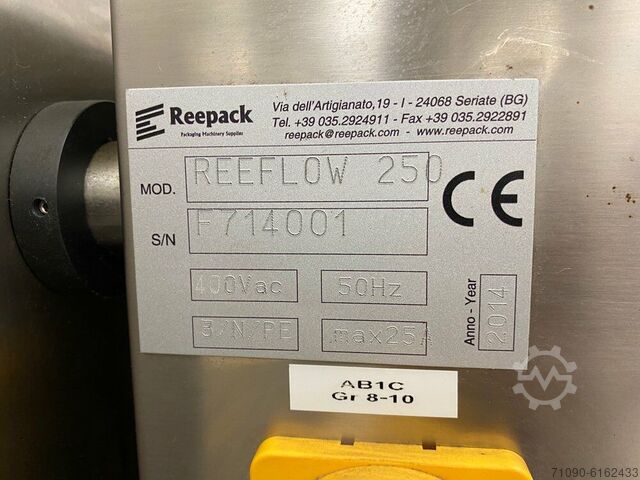 Reepack
Packaging Machinery Supplies
Via dell'Artigianato,19 - I - 24068 Seriate (BG)
Tel. +39 035.2924911 - Fax +39 035.2922891
reepack@reepack.com - www.reepack.com
MOD. REEFLOW 250
S/N F714001
CE
400Vac 50Hz
3/N/PE max25A
Anno - Year 2014
AB1C
Gr 8-10
71090-6162433